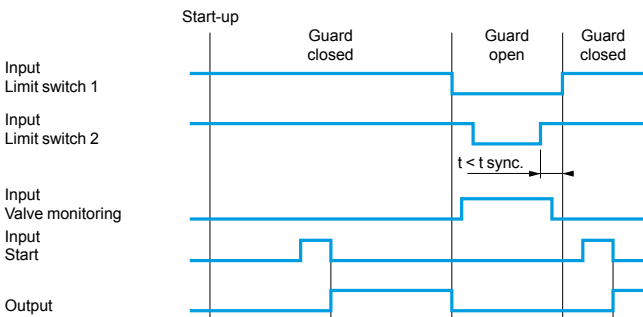 Start-up
Guard
closed
Guard
open
Guard
closed
Input
Limit switch 1
Input
Limit switch 2
t < t sync.
Input
Valve monitoring
Input
Start
Output